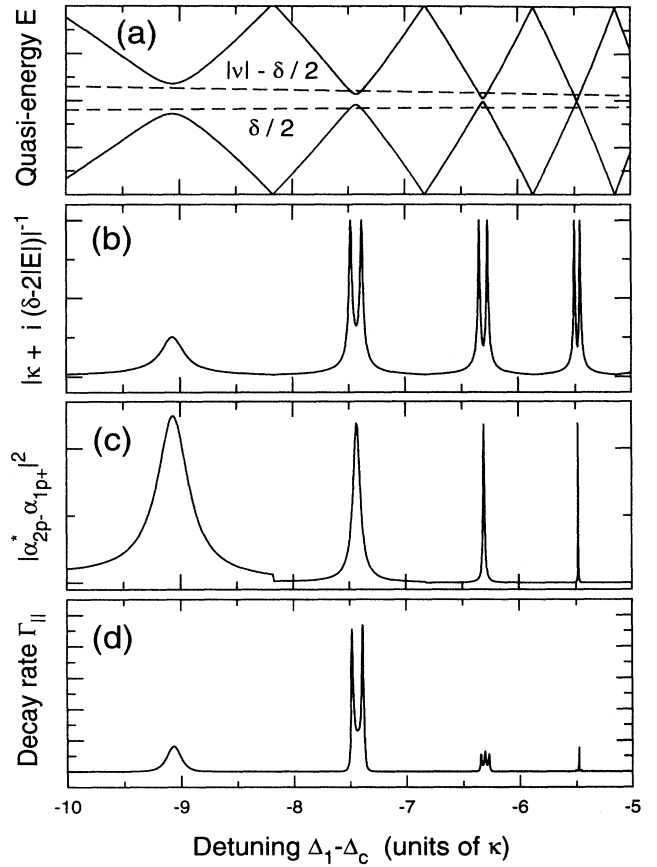 Quasi-energy E
(a)
|ν| - δ / 2
δ / 2
|κ + i (δ-2|E|)|⁻¹
(b)
|α*₂ₚ₋α₁ₚ₊|²
(c)
Decay rate Γ||
(d)
-10 -9 -8 -7 -6 -5
Detuning Δ₁-Δc (units of κ)